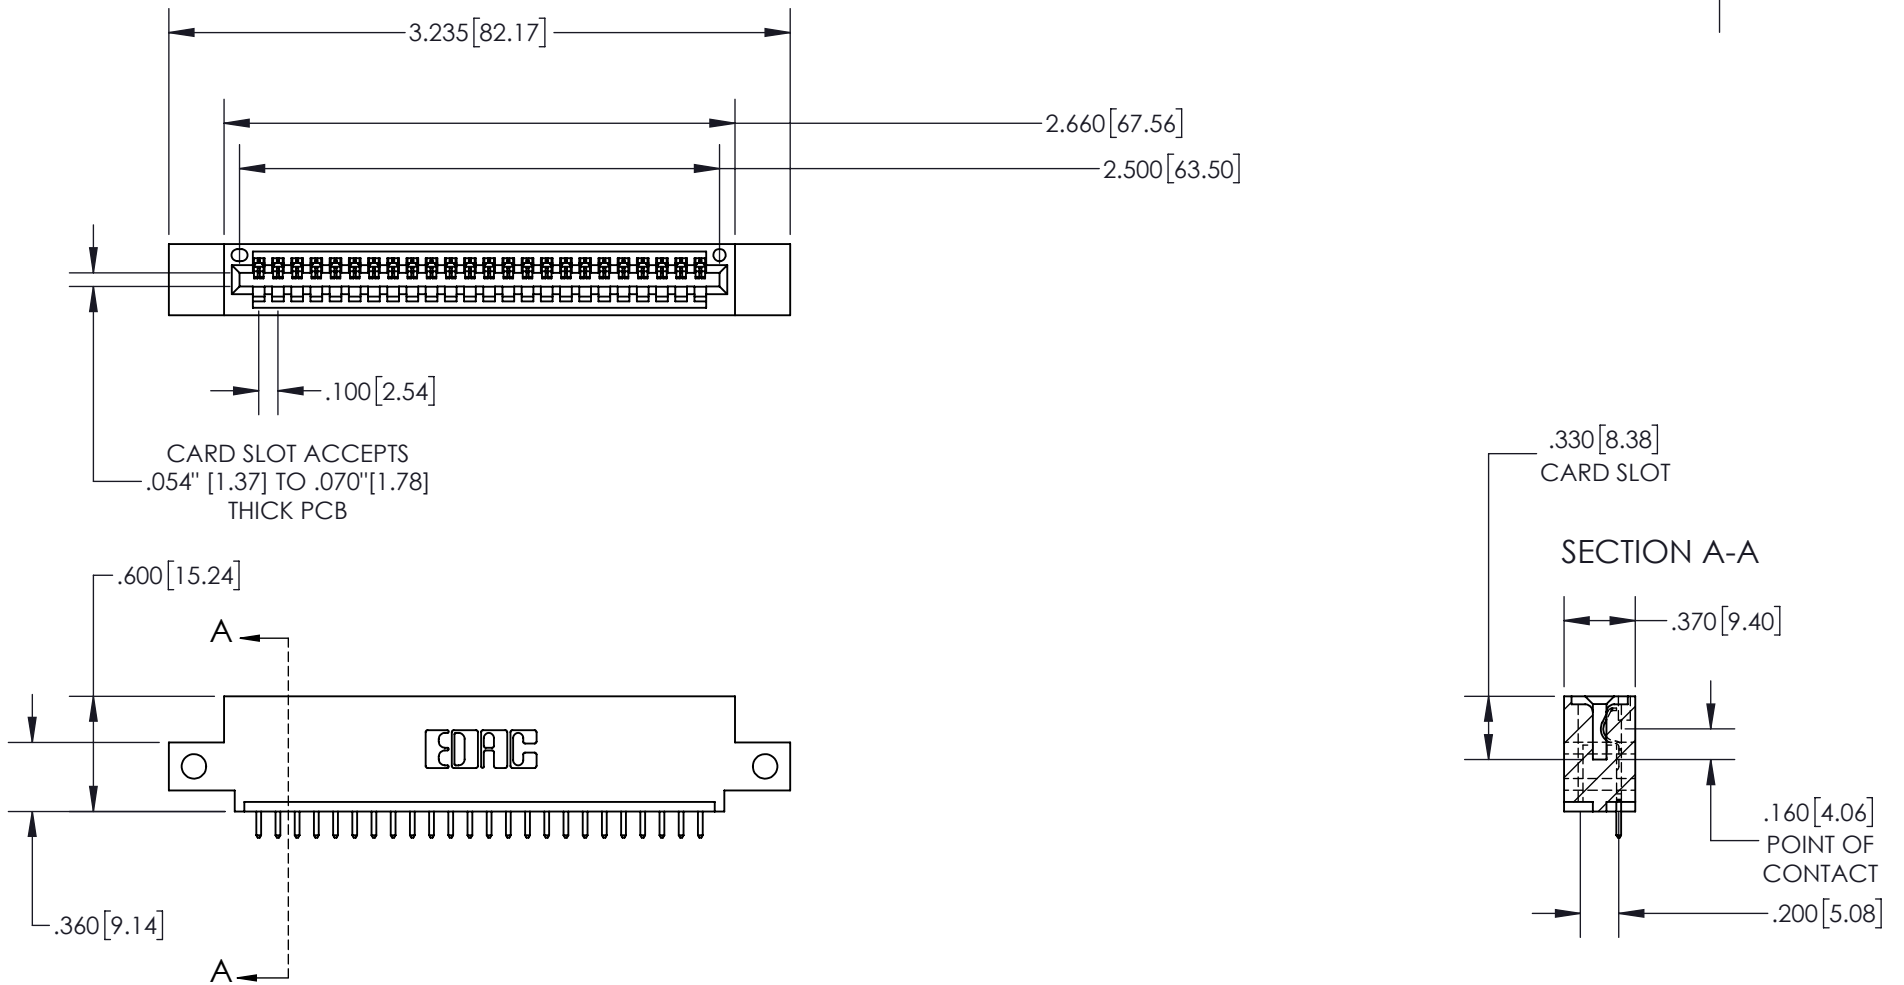 3.235[82.17]
2.660[67.56]
2.500[63.50]
.100[2.54]
CARD SLOT ACCEPTS
.054" [1.37] TO .070"[1.78]
THICK PCB
.330[8.38]
CARD SLOT
SECTION A-A
.600[15.24]
.370[9.40]
A
EDAC
.160[4.06]
POINT OF
CONTACT
.200[5.08]
.360[9.14]
A